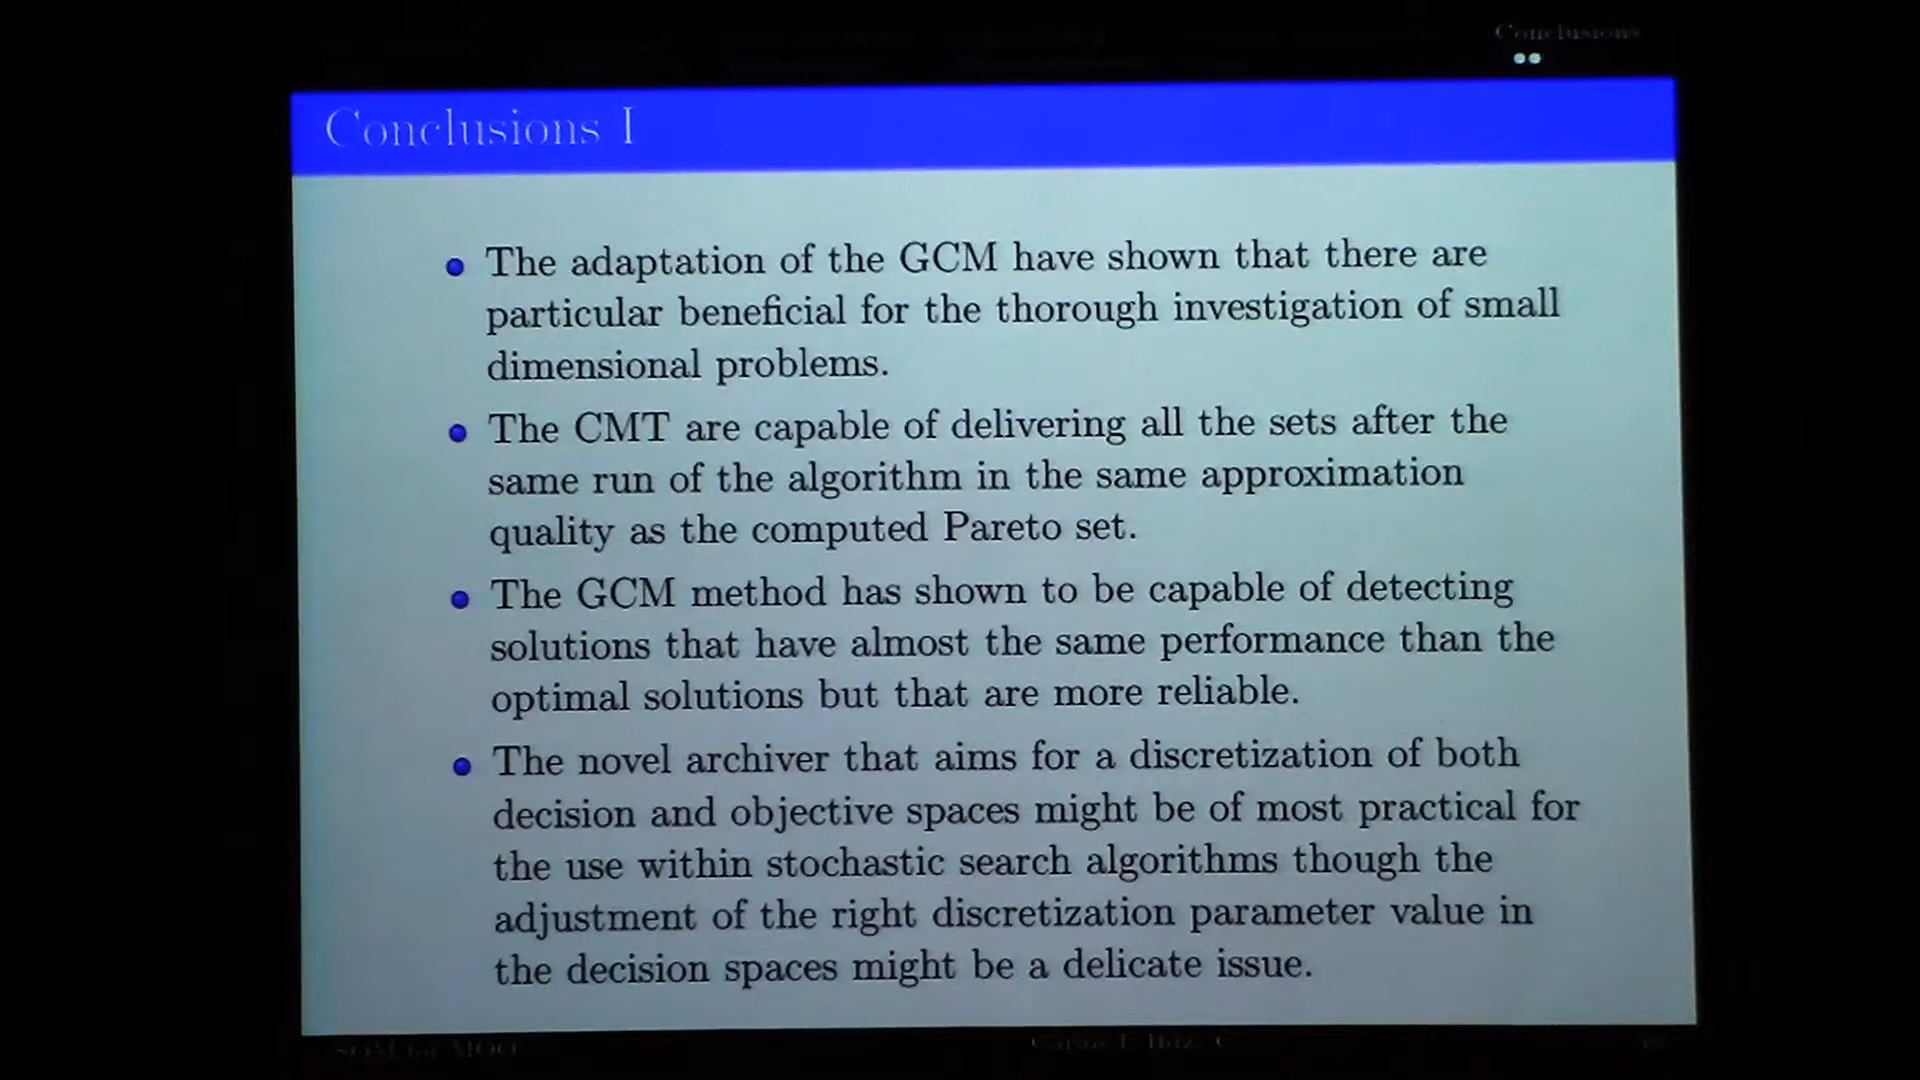 Conclusions
Conclusions I
The adaptation of the GCM have shown that there are
particular beneficial for the thorough investigation of small
dimensional problems.
The CMT are capable of delivering all the sets after the
same run of the algorithm in the same approximation
quality as the computed Pareto set.
The GCM method has shown to be capable of detecting
solutions that have almost the same performance than the
optimal solutions but that are more reliable.
The novel archiver that aims for a discretization of both
decision and objective spaces might be of most practical for
the use within stochastic search algorithms though the
adjustment of the right discretization parameter value in
the decision spaces might be a delicate issue.
for MOO
Carlos I. Hdz. C